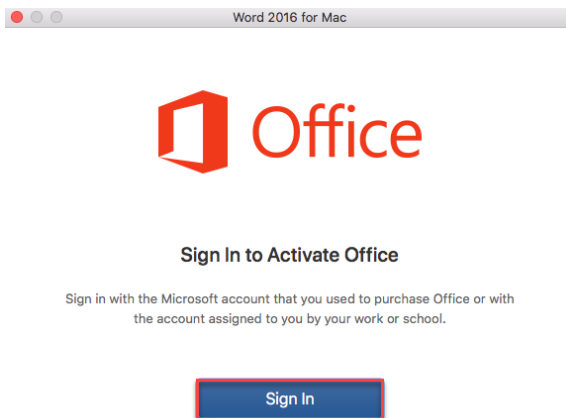 Word 2016 for Mac
Office
Sign In to Activate Office
Sign in with the Microsoft account that you used to purchase Office or with
the account assigned to you by your work or school.
Sign In